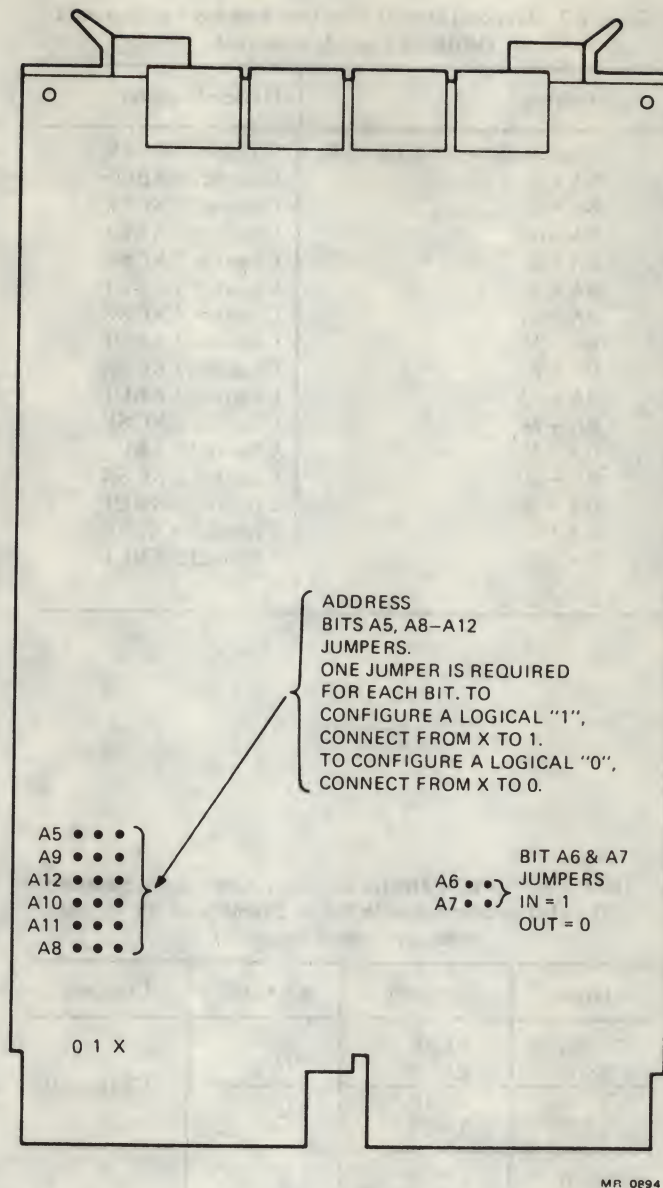 ADDRESS
BITS A5, A8–A12
JUMPERS.
ONE JUMPER IS REQUIRED
FOR EACH BIT. TO
CONFIGURE A LOGICAL "1",
CONNECT FROM X TO 1.
TO CONFIGURE A LOGICAL "0",
CONNECT FROM X TO 0.
A5
A9
A12
A10
A11
A8
0 1 X
A6
A7
BIT A6 & A7
JUMPERS
IN = 1
OUT = 0
MR 0894